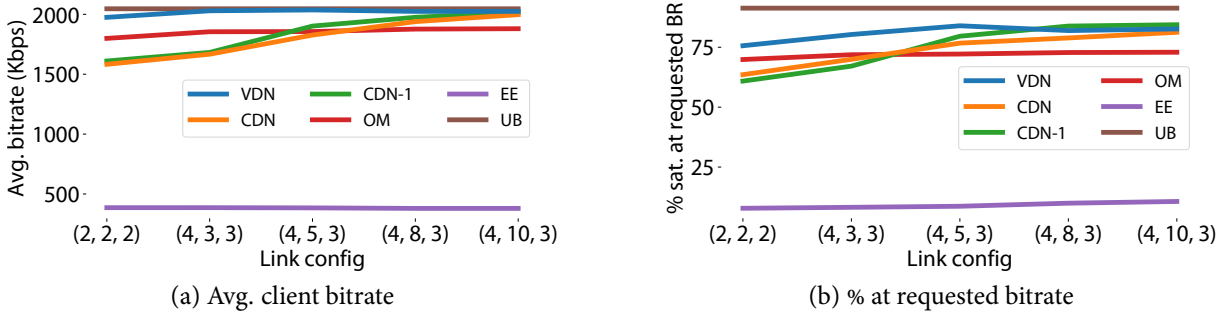 Avg. bitrate (Kbps)
2000
1500
1000
500
VDN
CDN-1
EE
CDN
OM
UB
(2, 2, 2) (4, 3, 3) (4, 5, 3) (4, 8, 3) (4, 10, 3)
Link config
(a) Avg. client bitrate
% sat. at requested BR
75
50
25
VDN
OM
CDN
EE
CDN-1
UB
(2, 2, 2) (4, 3, 3) (4, 5, 3) (4, 8, 3) (4, 10, 3)
Link config
(b) % at requested bitrate